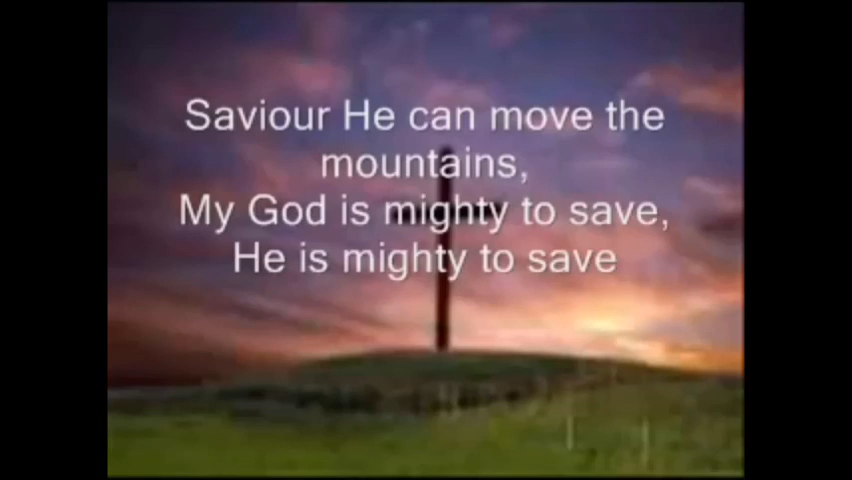 Saviour He can move the
mountains,
My God is mighty to save,
He is mighty to save